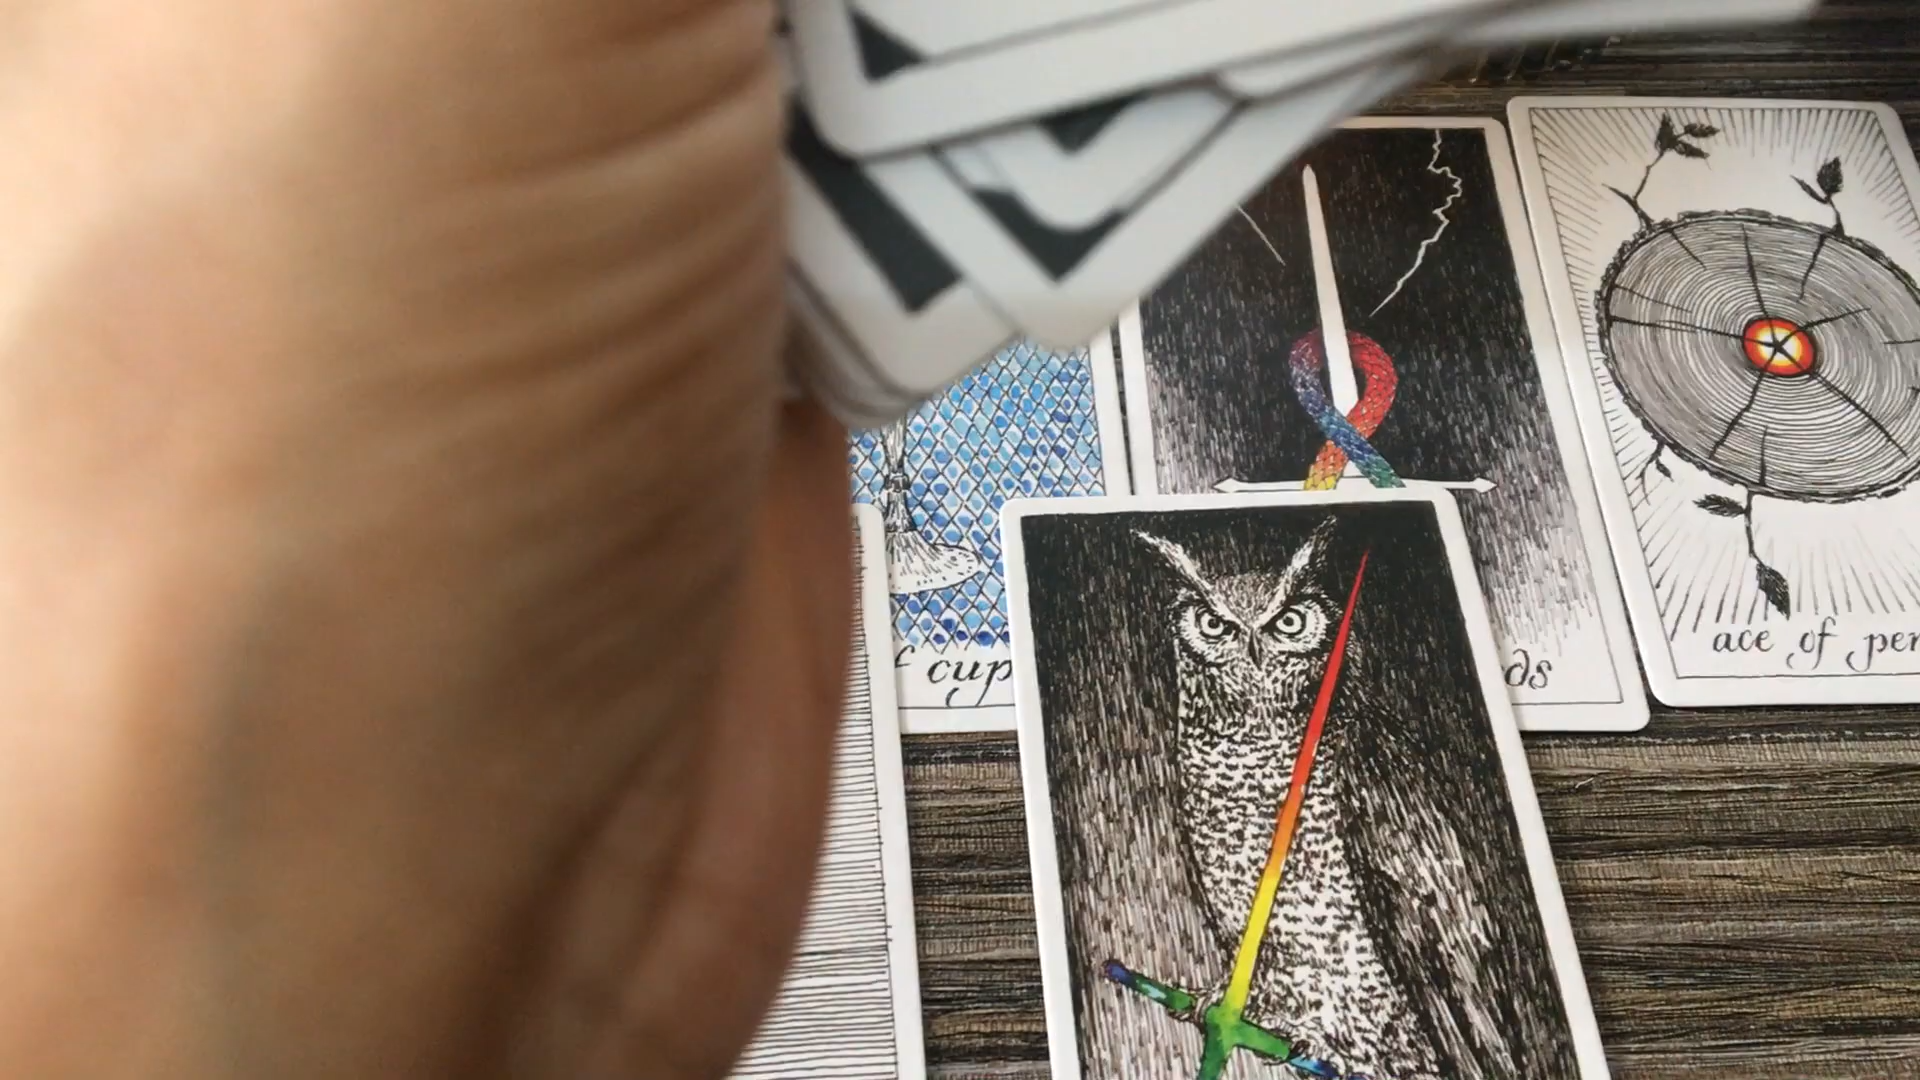 cup
ds
ace of pen